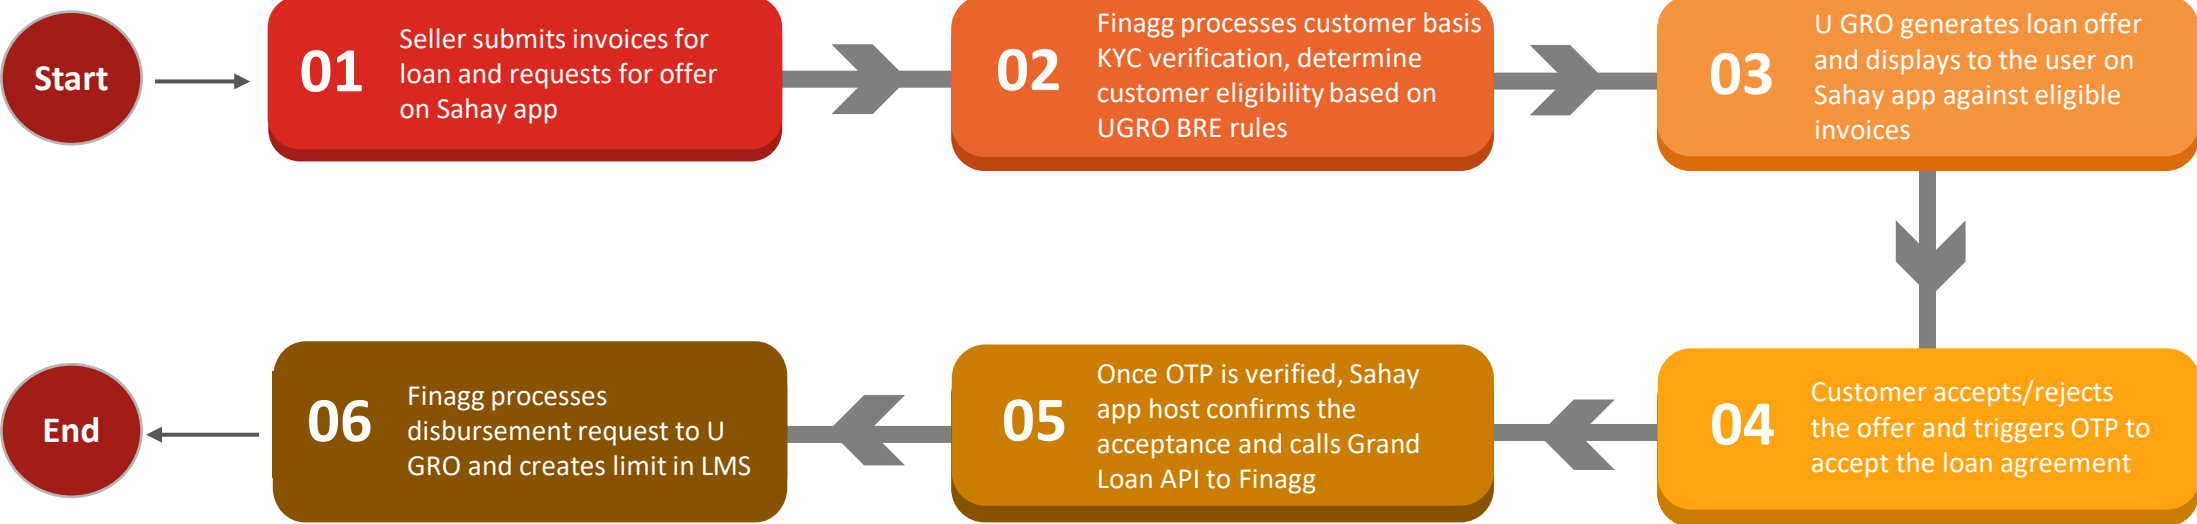 Start
01
Seller submits invoices for
loan and requests for offer
on Sahay app
02
Finagg processes customer basis
KYC verification, determine
customer eligibility based on
UGRO BRE rules
03
U GRO generates loan offer
and displays to the user on
Sahay app against eligible
invoices
04
Customer accepts/rejects
the offer and triggers OTP to
accept the loan agreement
05
Once OTP is verified, Sahay
app host confirms the
acceptance and calls Grand
Loan API to Finagg
06
Finagg processes
disbursement request to U
GRO and creates limit in LMS
End